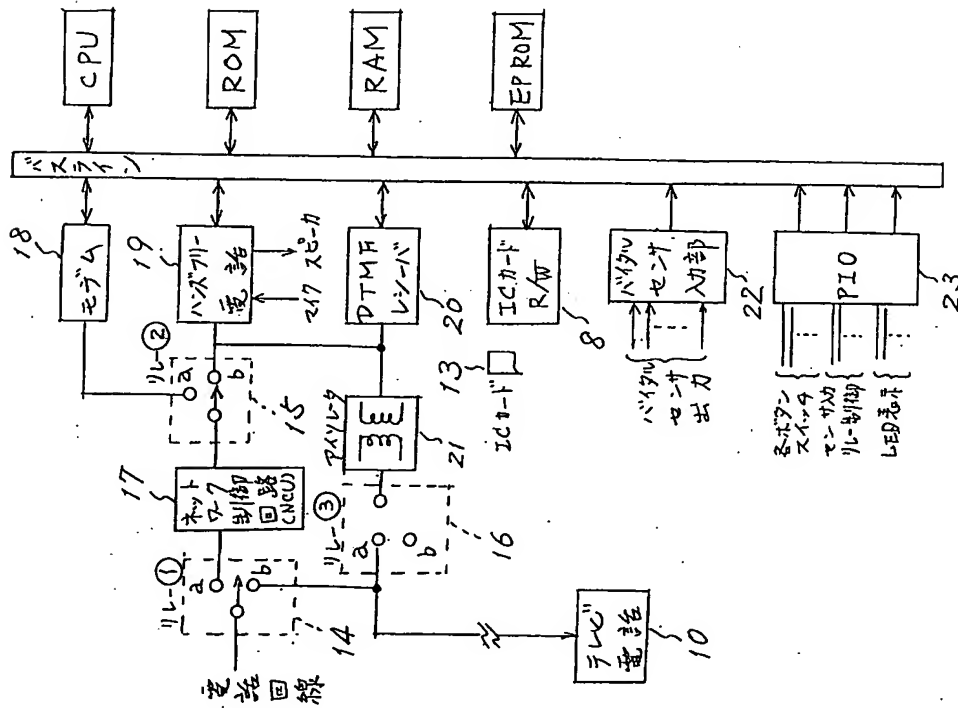 電話回線
リレー①
a
b
14
ネット
ワーク
制御
回路
(NCU)
17
リレー②
a
b
15
リレー③
a
b
16
アイソレータ
21
テレビ
電話
10
モデム
18
ハンズフリー
電話
19
マイク
スピーカ
DTMF
レシーバ
20
ICカード
R/W
8
ICカード
13
バイタル
センサ
入力部
22
バイタル
センサ
出力
PIO
23
各ボタン
スイッチ
センサ入力
リレー制御
LED表示
バスライン
CPU
ROM
RAM
EPROM